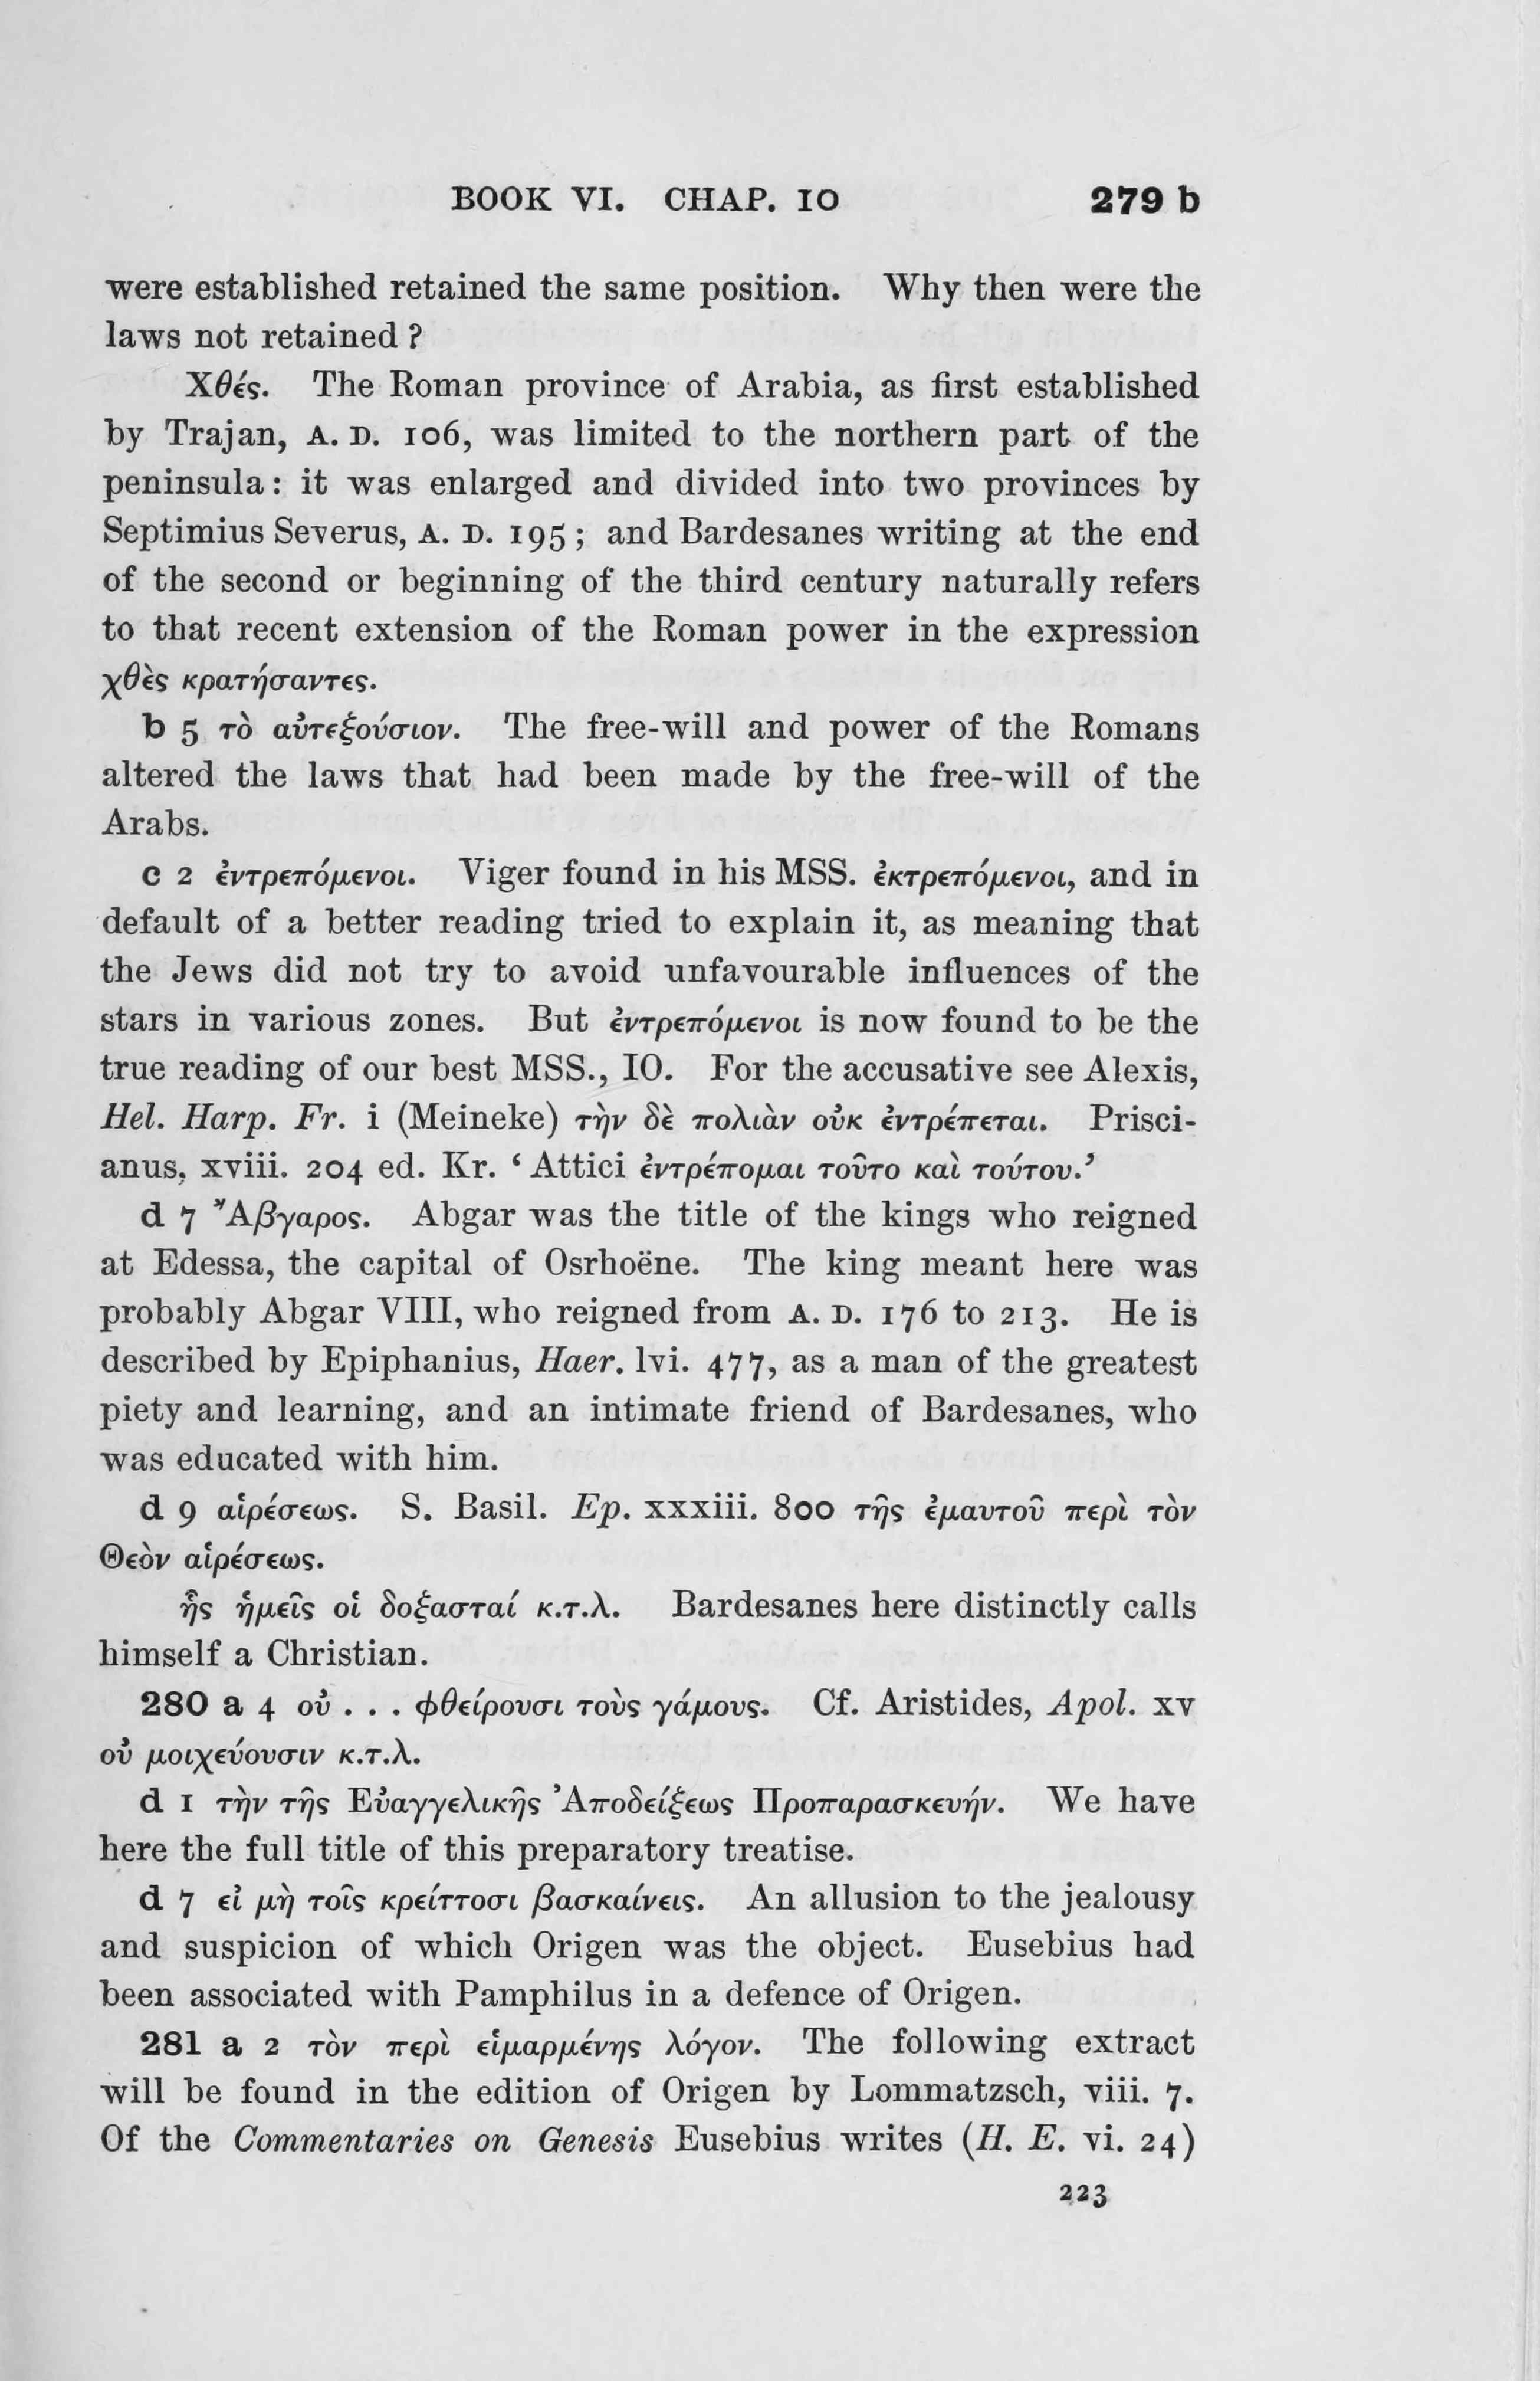 BOOK VI. CHAP. 10 279 b
were established retained the same position. Why then were the
laws not retained ?
Χθές. The Roman province of Arabia, as first established
by Trajan, A. D. 106, was limited to the northern part of the
peninsula: it was enlarged and divided into two provinces by
Septimius Severus, A. D. 195; and Bardesanes writing at the end
of the second or beginning of the third century naturally refers
to that recent extension of the Roman power in the expression
χθὲς κρατήσαντες.
b 5 τὸ αὐτεξούσιον. The free-will and power of the Romans
altered the laws that had been made by the free-will of the
Arabs.
c 2 ἐντρεπόμενοι. Viger found in his MSS. ἐκτρεπόμενοι, and in
default of a better reading tried to explain it, as meaning that
the Jews did not try to avoid unfavourable influences of the
stars in various zones. But ἐντρεπόμενοι is now found to be the
true reading of our best MSS., IO. For the accusative see Alexis,
Hel. Harp. Fr. i (Meineke) τὴν δὲ πολιὰν οὐκ ἐντρέπεται. Prisci-
anus, xviii. 204 ed. Kr. ‘Attici ἐντρέπομαι τοῦτο καὶ τούτου.’
d 7 Ἄβγαρος. Abgar was the title of the kings who reigned
at Edessa, the capital of Osrhoëne. The king meant here was
probably Abgar VIII, who reigned from A. D. 176 to 213. He is
described by Epiphanius, Haer. lvi. 477, as a man of the greatest
piety and learning, and an intimate friend of Bardesanes, who
was educated with him.
d 9 αἱρέσεως. S. Basil. Ep. xxxiii. 800 τῆς ἐμαυτοῦ περὶ τὸν
Θεὸν αἱρέσεως.
ἧς ἡμεῖς οἱ δοξασταί κ.τ.λ. Bardesanes here distinctly calls
himself a Christian.
280 a 4 οὐ . . . φθείρουσι τοὺς γάμους. Cf. Aristides, Apol. xv
οὐ μοιχεύουσιν κ.τ.λ.
d 1 τὴν τῆς Εὐαγγελικῆς Ἀποδείξεως Προπαρασκευήν. We have
here the full title of this preparatory treatise.
d 7 εἰ μὴ τοῖς κρείττοσι βασκαίνεις. An allusion to the jealousy
and suspicion of which Origen was the object. Eusebius had
been associated with Pamphilus in a defence of Origen.
281 a 2 τὸν περὶ εἱμαρμένης λόγον. The following extract
will be found in the edition of Origen by Lommatzsch, viii. 7.
Of the Commentaries on Genesis Eusebius writes (H. E. vi. 24)
223